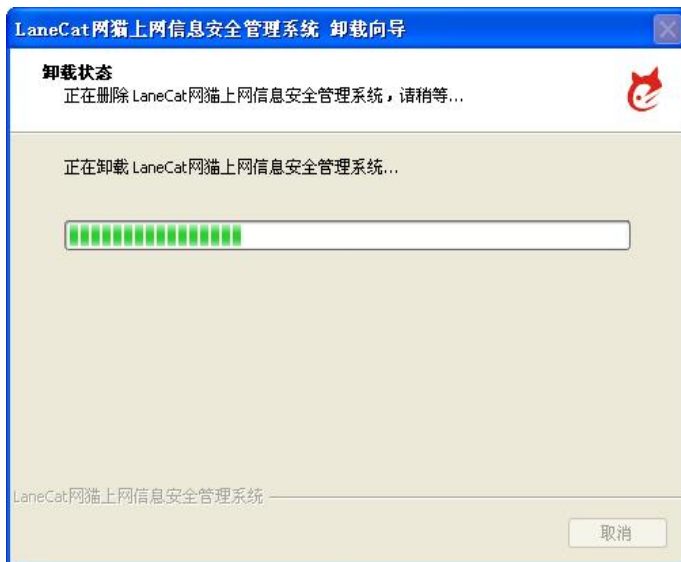 LaneCat网猫上网信息安全管理系统 卸载向导
卸载状态
正在删除 LaneCat网猫上网信息安全管理系统，请稍等...
正在卸载 LaneCat网猫上网信息安全管理系统...
LaneCat网猫上网信息安全管理系统
取消